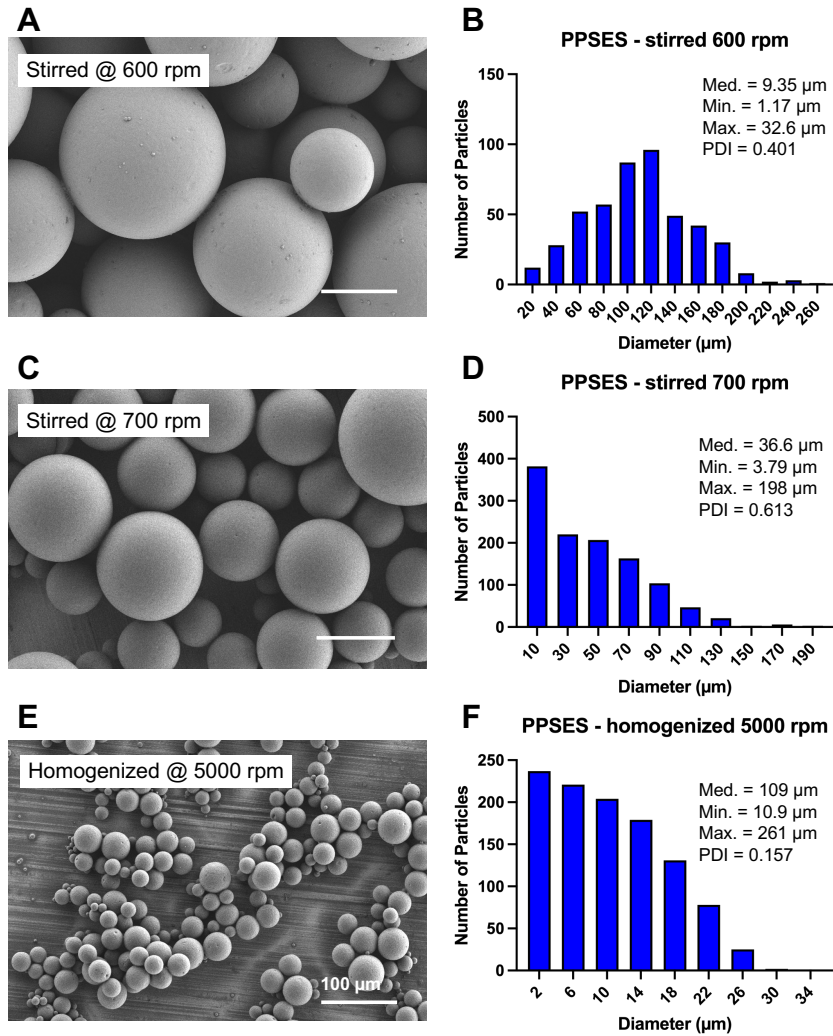 A
Stirred @ 600 rpm
B
PPSES - stirred 600 rpm
Med. = 9.35 µm
Min. = 1.17 µm
Max. = 32.6 µm
PDI = 0.401
Number of Particles
150
100
50
0
20 40 60 80 100 120 140 160 180 200 220 240 260
Diameter (µm)
C
Stirred @ 700 rpm
D
PPSES - stirred 700 rpm
Med. = 36.6 µm
Min. = 3.79 µm
Max. = 198 µm
PDI = 0.613
Number of Particles
500
400
300
200
100
0
10 30 50 70 90 110 130 150 170 190
Diameter (µm)
E
Homogenized @ 5000 rpm
100 µm
F
PPSES - homogenized 5000 rpm
Med. = 109 µm
Min. = 10.9 µm
Max. = 261 µm
PDI = 0.157
Number of Particles
250
200
150
100
50
0
2 6 10 14 18 22 26 30 34
Diameter (µm)